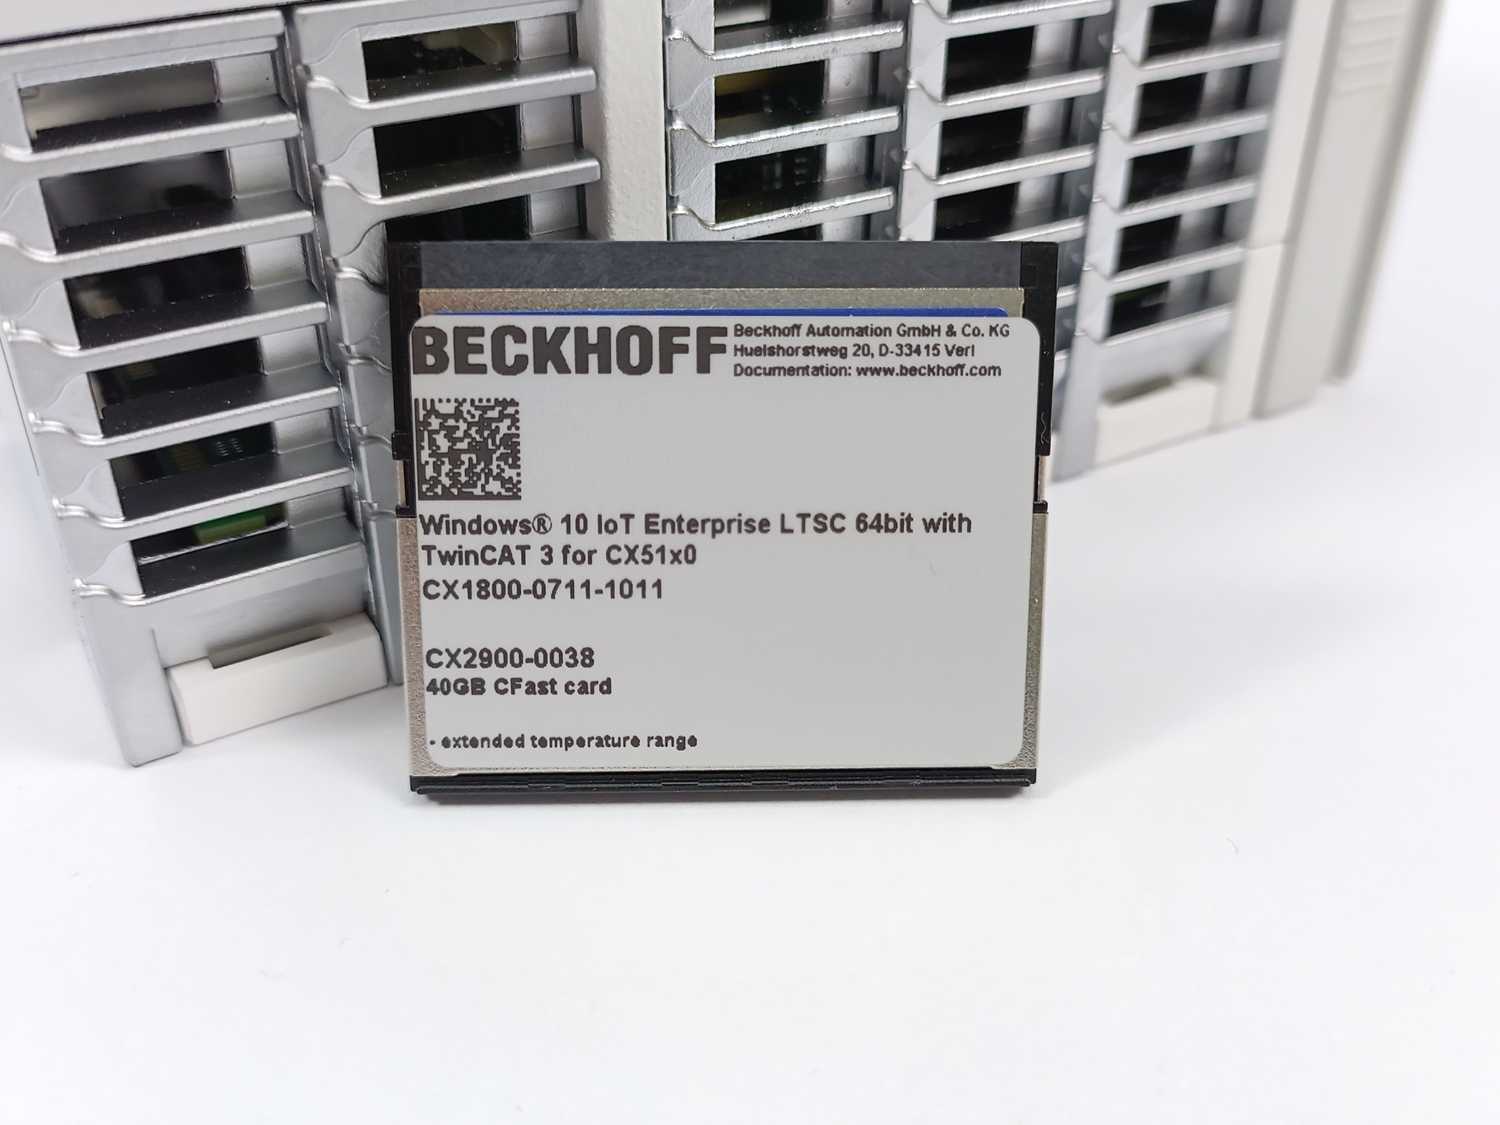 BECKHOFF
Beckhoff Automation GmbH & Co. KG
Huelshorstweg 20, D-33415 Verl
Documentation: www.beckhoff.com
Windows® 10 IoT Enterprise LTSC 64bit with
TwinCAT 3 for CX51x0
CX1800-0711-1011
CX2900-0038
40GB CFast card
- extended temperature range